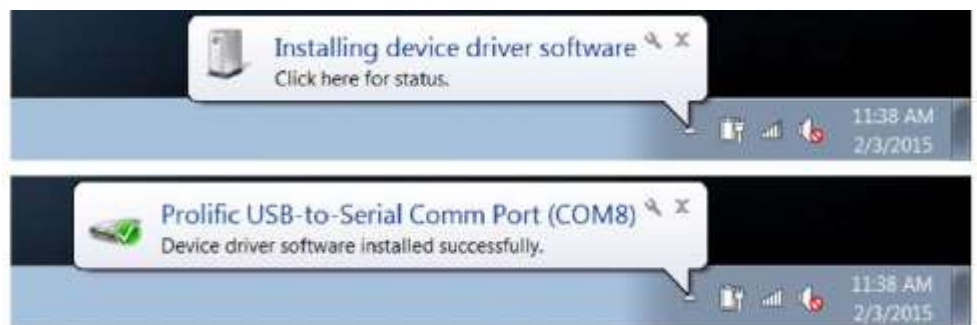 Installing device driver software
Click here for status.
11:38 AM
2/3/2015
Prolific USB-to-Serial Comm Port (COM8)
Device driver software installed successfully.
11:38 AM
2/3/2015